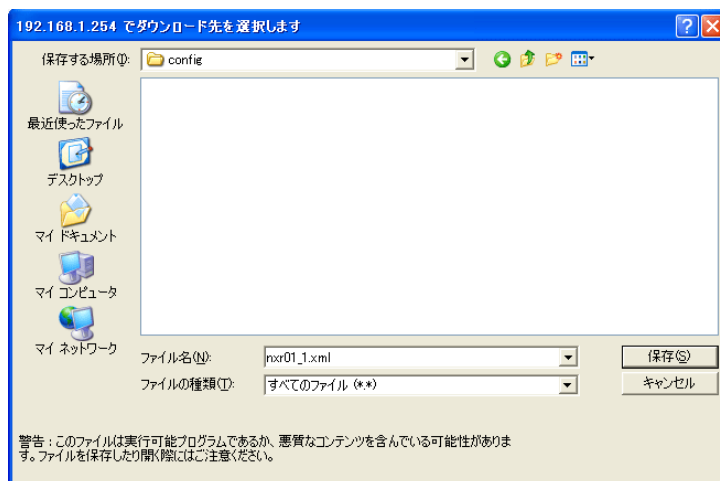 192.168.1.254 でダウンロード先を選択します
保存する場所(I):
config
最近使ったファイル
デスクトップ
マイ ドキュメント
マイ コンピュータ
マイ ネットワーク
ファイル名(N):
nxr01_1.xml
保存(S)
ファイルの種類(T):
すべてのファイル (*.*)
キャンセル
警告：このファイルは実行可能プログラムであるか、悪質なコンテンツを含んでいる可能性がありま
す。ファイルを保存したり開く際にはご注意ください。